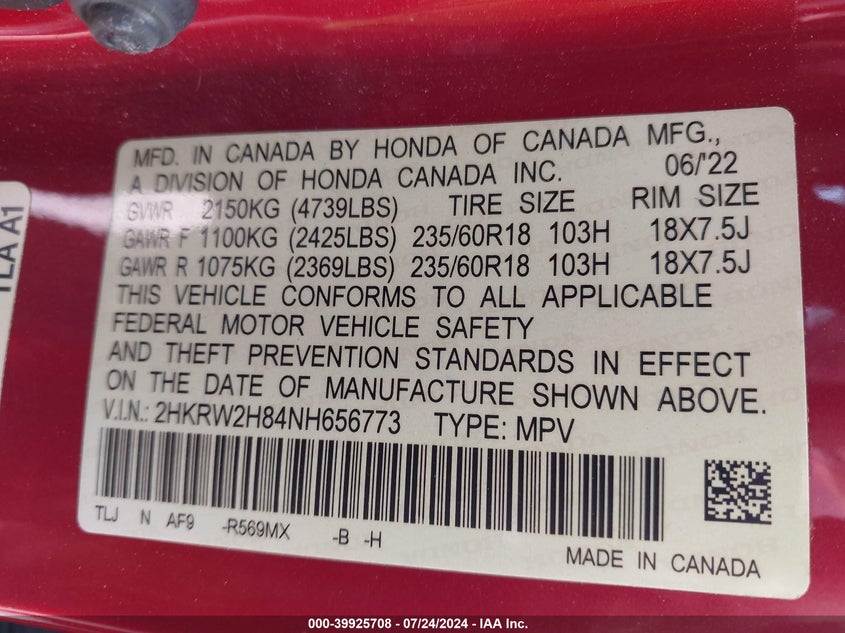 MFD. IN CANADA BY HONDA OF CANADA MFG.,
A DIVISION OF HONDA CANADA INC. 06/'22
GVWR 2150KG (4739LBS) TIRE SIZE RIM SIZE
GAWR F 1100KG (2425LBS) 235/60R18 103H 18X7.5J
GAWR R 1075KG (2369LBS) 235/60R18 103H 18X7.5J
THIS VEHICLE CONFORMS TO ALL APPLICABLE
FEDERAL MOTOR VEHICLE SAFETY
AND THEFT PREVENTION STANDARDS IN EFFECT
ON THE DATE OF MANUFACTURE SHOWN ABOVE.
V.I.N.: 2HKRW2H84NH656773 TYPE: MPV
TLJ N AF9 -R569MX -B -H
MADE IN CANADA
TLA A1
000-39925708 - 07/24/2024 - IAA Inc.